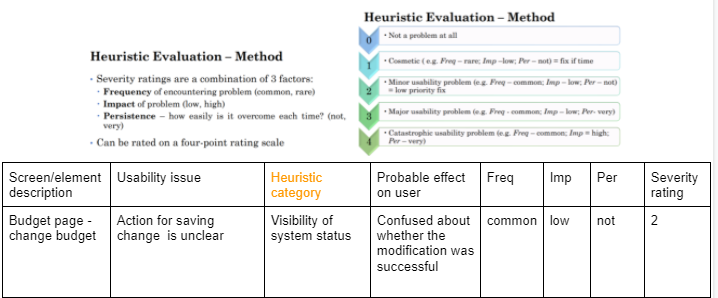 Heuristic Evaluation – Method
• Severity ratings are a combination of 3 factors:
• Frequency of encountering problem (common, rare)
• Impact of problem (low, high)
• Persistence – how easily is it overcome each time? (not,
very)
• Can be rated on a four-point rating scale
Heuristic Evaluation – Method
0
• Not a problem at all
1
• Cosmetic (e.g. Freq – rare; Imp –low; Per – not) = fix if time
2
• Minor usability problem (e.g. Freq – common; Imp – low; Per – not)
= low priority fix
3
• Major usability problem (e.g. Freq - common; Imp – low; Per- very)
4
• Catastrophic usability problem (e.g. Freq – common; Imp = high;
Per – very)
Screen/element
description
Usability issue
Heuristic
category
Probable effect
on user
Freq
Imp
Per
Severity
rating
Budget page -
change budget
Action for saving
change is unclear
Visibility of
system status
Confused about
whether the
modification was
successful
common
low
not
2